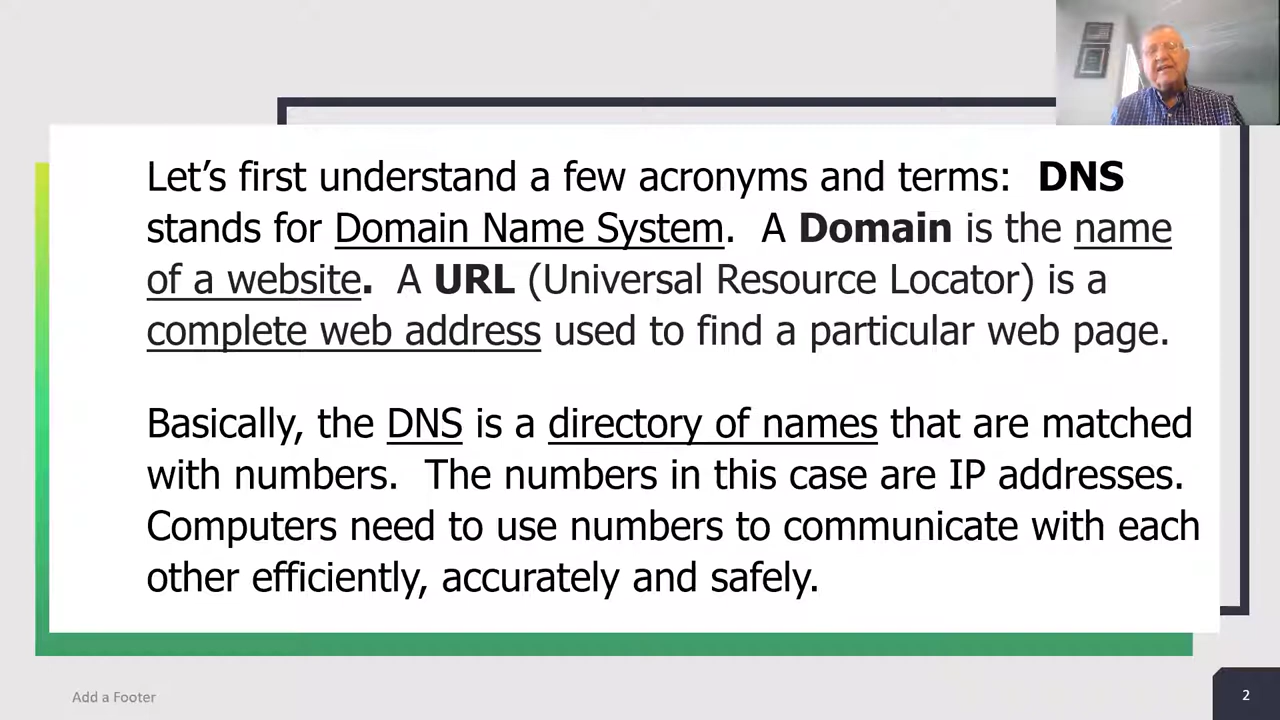 Let’s first understand a few acronyms and terms:  DNS
stands for Domain Name System.  A Domain is the name
of a website.  A URL (Universal Resource Locator) is a
complete web address used to find a particular web page.
Basically, the DNS is a directory of names that are matched
with numbers.  The numbers in this case are IP addresses.
Computers need to use numbers to communicate with each
other efficiently, accurately and safely.
Add a Footer
2